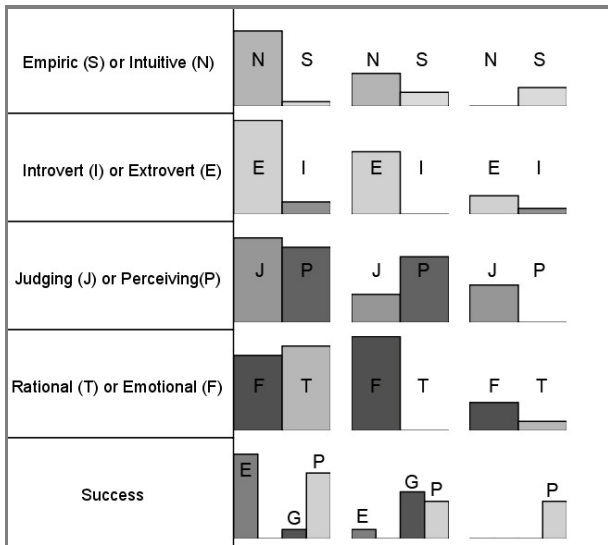 Empiric (S) or Intuitive (N)
N S N S N S
Introvert (I) or Extrovert (E)
E I E I E I
Judging (J) or Perceiving(P)
J P J P J P
Rational (T) or Emotional (F)
F T F T F T
Success
E G P E G P P